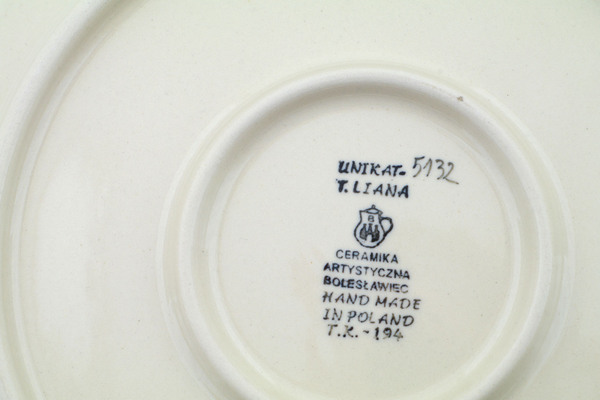 UNIKAT- 5132
T. LIANA
B
CERAMIKA
ARTYSTYCZNA
BOLESŁAWIEC
HAND MADE
IN POLAND
T.K.-194